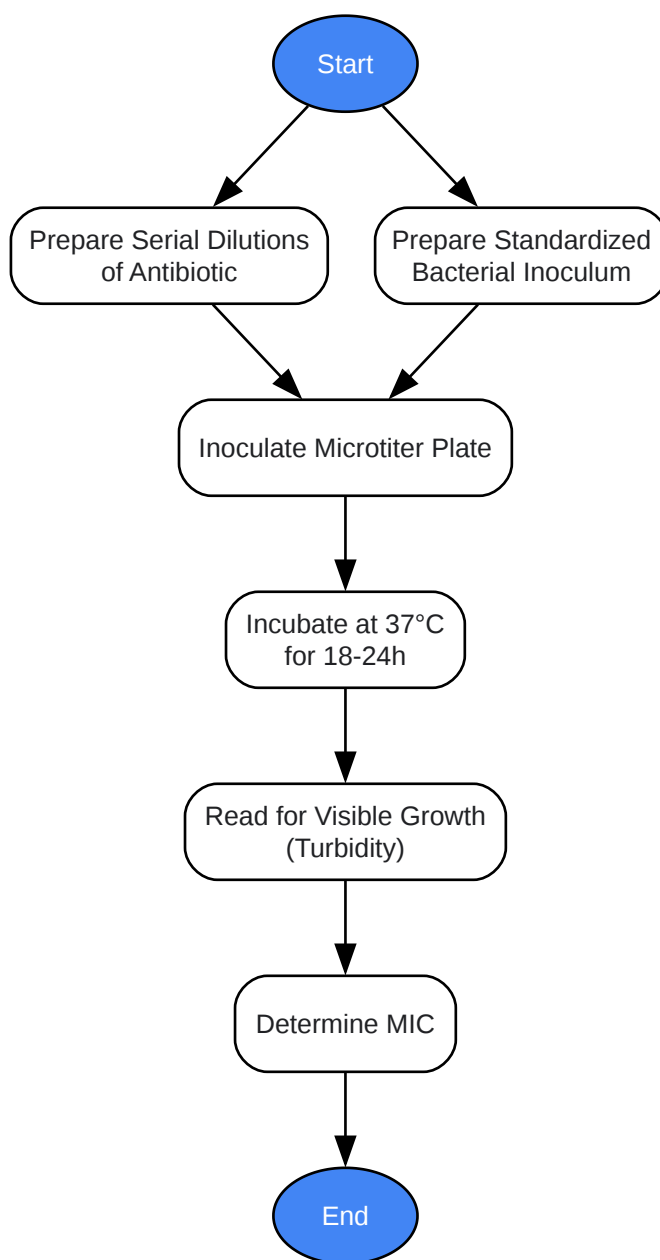 Start
Prepare Serial Dilutions
of Antibiotic
Prepare Standardized
Bacterial Inoculum
Inoculate Microtiter Plate
Incubate at 37°C
for 18-24h
Read for Visible Growth
(Turbidity)
Determine MIC
End